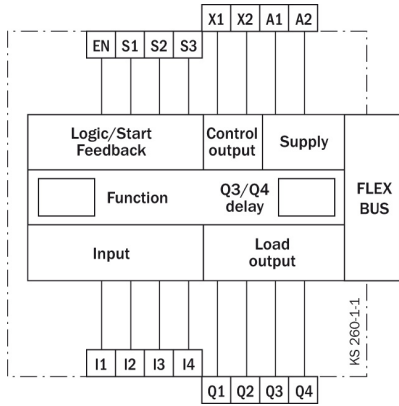 X1 X2 A1 A2
EN S1 S2 S3
Logic/Start
Feedback
Control
output
Supply
Function
Q3/Q4
delay
FLEX
BUS
Input
Load
output
KS 260-1-1
I1 I2 I3 I4
Q1 Q2 Q3 Q4